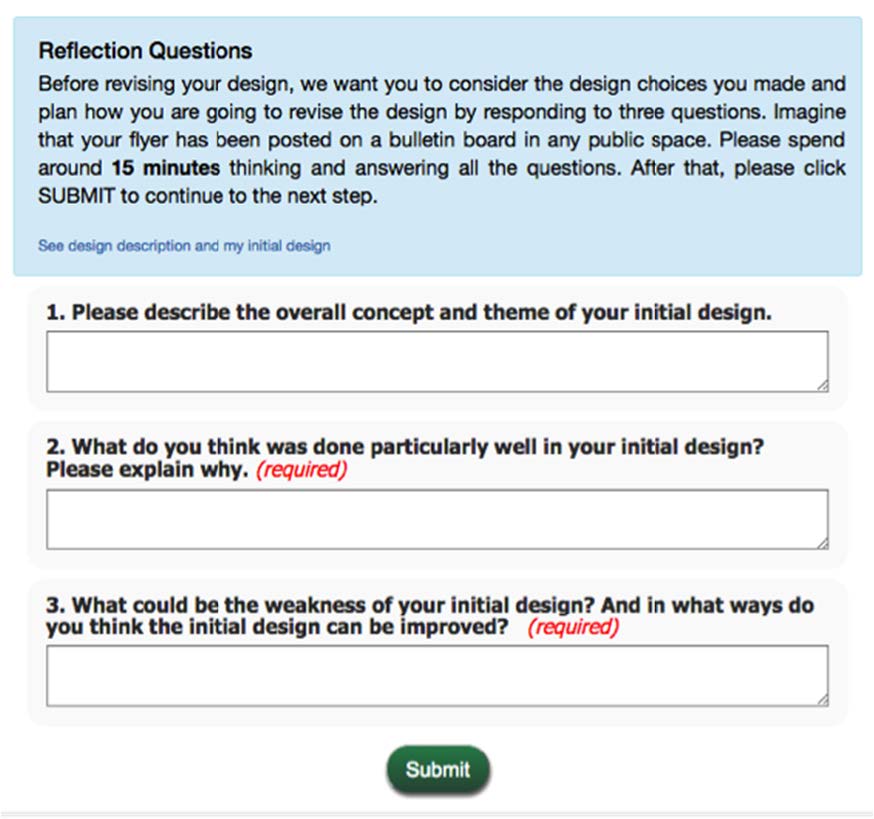 Reflection Questions
Before revising your design, we want you to consider the design choices you made and
plan how you are going to revise the design by responding to three questions. Imagine
that your flyer has been posted on a bulletin board in any public space. Please spend
around 15 minutes thinking and answering all the questions. After that, please click
SUBMIT to continue to the next step.
See design description and my initial design
1. Please describe the overall concept and theme of your initial design.
2. What do you think was done particularly well in your initial design?
Please explain why. (required)
3. What could be the weakness of your initial design? And in what ways do
you think the initial design can be improved? (required)
Submit